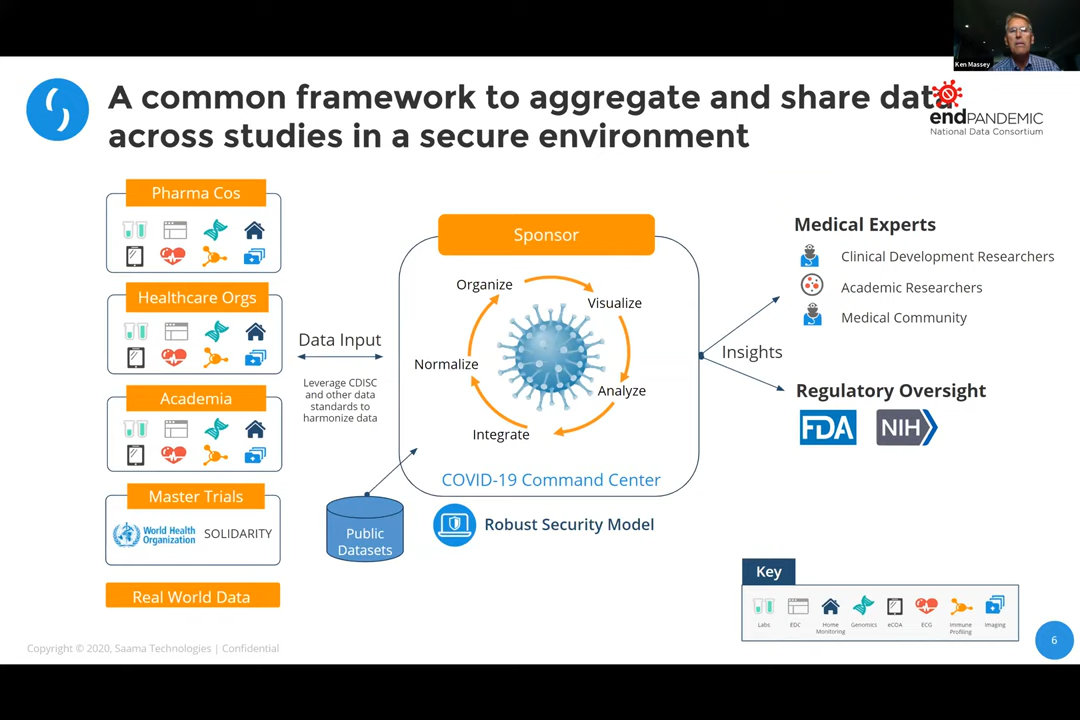 Ken Massey
A common framework to aggregate and share data
across studies in a secure environment
endPANDEMIC
National Data Consortium
Pharma Cos
Healthcare Orgs
Academia
Master Trials
World Health
Organization
SOLIDARITY
Real World Data
Data Input
Leverage CDISC
and other data
standards to
harmonize data
Public
Datasets
Sponsor
Organize
Visualize
Normalize
Analyze
Integrate
COVID-19 Command Center
Robust Security Model
Insights
Medical Experts
Clinical Development Researchers
Academic Researchers
Medical Community
Regulatory Oversight
FDA
NIH
Key
Labs
EDC
Home
Monitoring
Genomics
eCOA
ECG
Immune
Profiling
Imaging
Copyright © 2020, Saama Technologies | Confidential
6